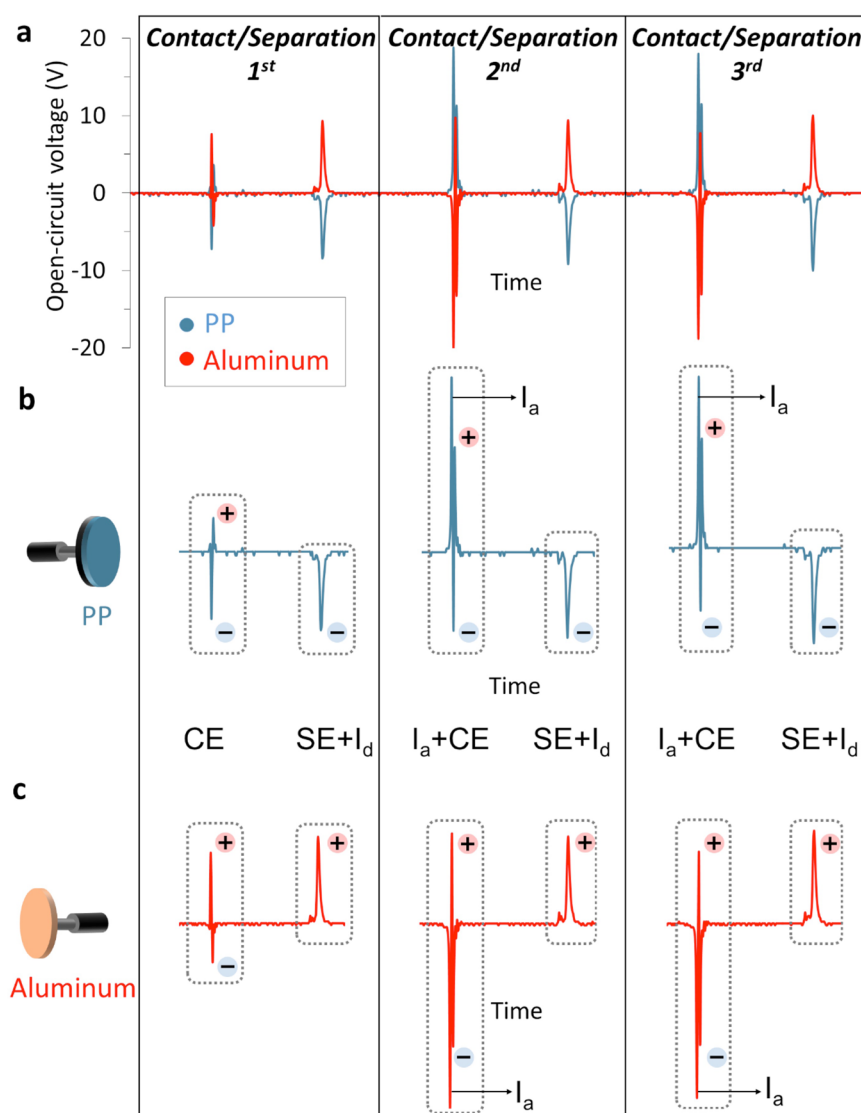 a
Contact/Separation
1st
Contact/Separation
2nd
Contact/Separation
3rd
Open-circuit voltage (V)
20
10
0
-10
-20
Time
PP
Aluminum
b
Ia
Ia
+
+
+
PP
−
−
−
−
−
−
Time
CE
SE+Id
Ia+CE
SE+Id
Ia+CE
SE+Id
c
+
+
+
+
+
+
−
Aluminum
Time
−
−
Ia
Ia